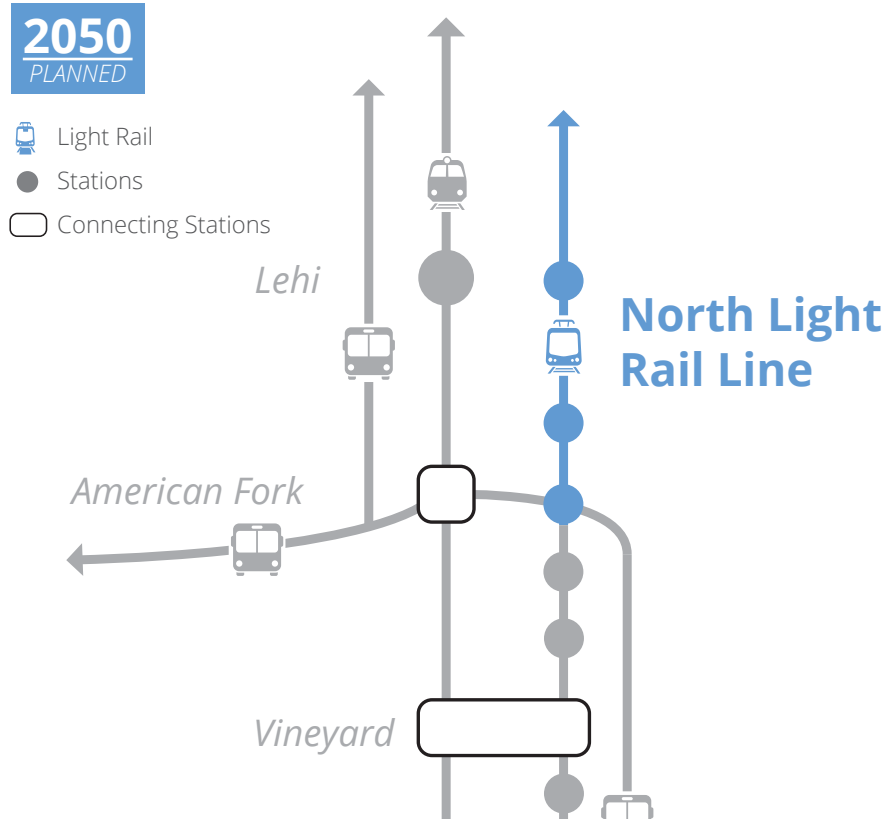 2050
PLANNED
Light Rail
Stations
Connecting Stations
Lehi
North Light
Rail Line
American Fork
Vineyard